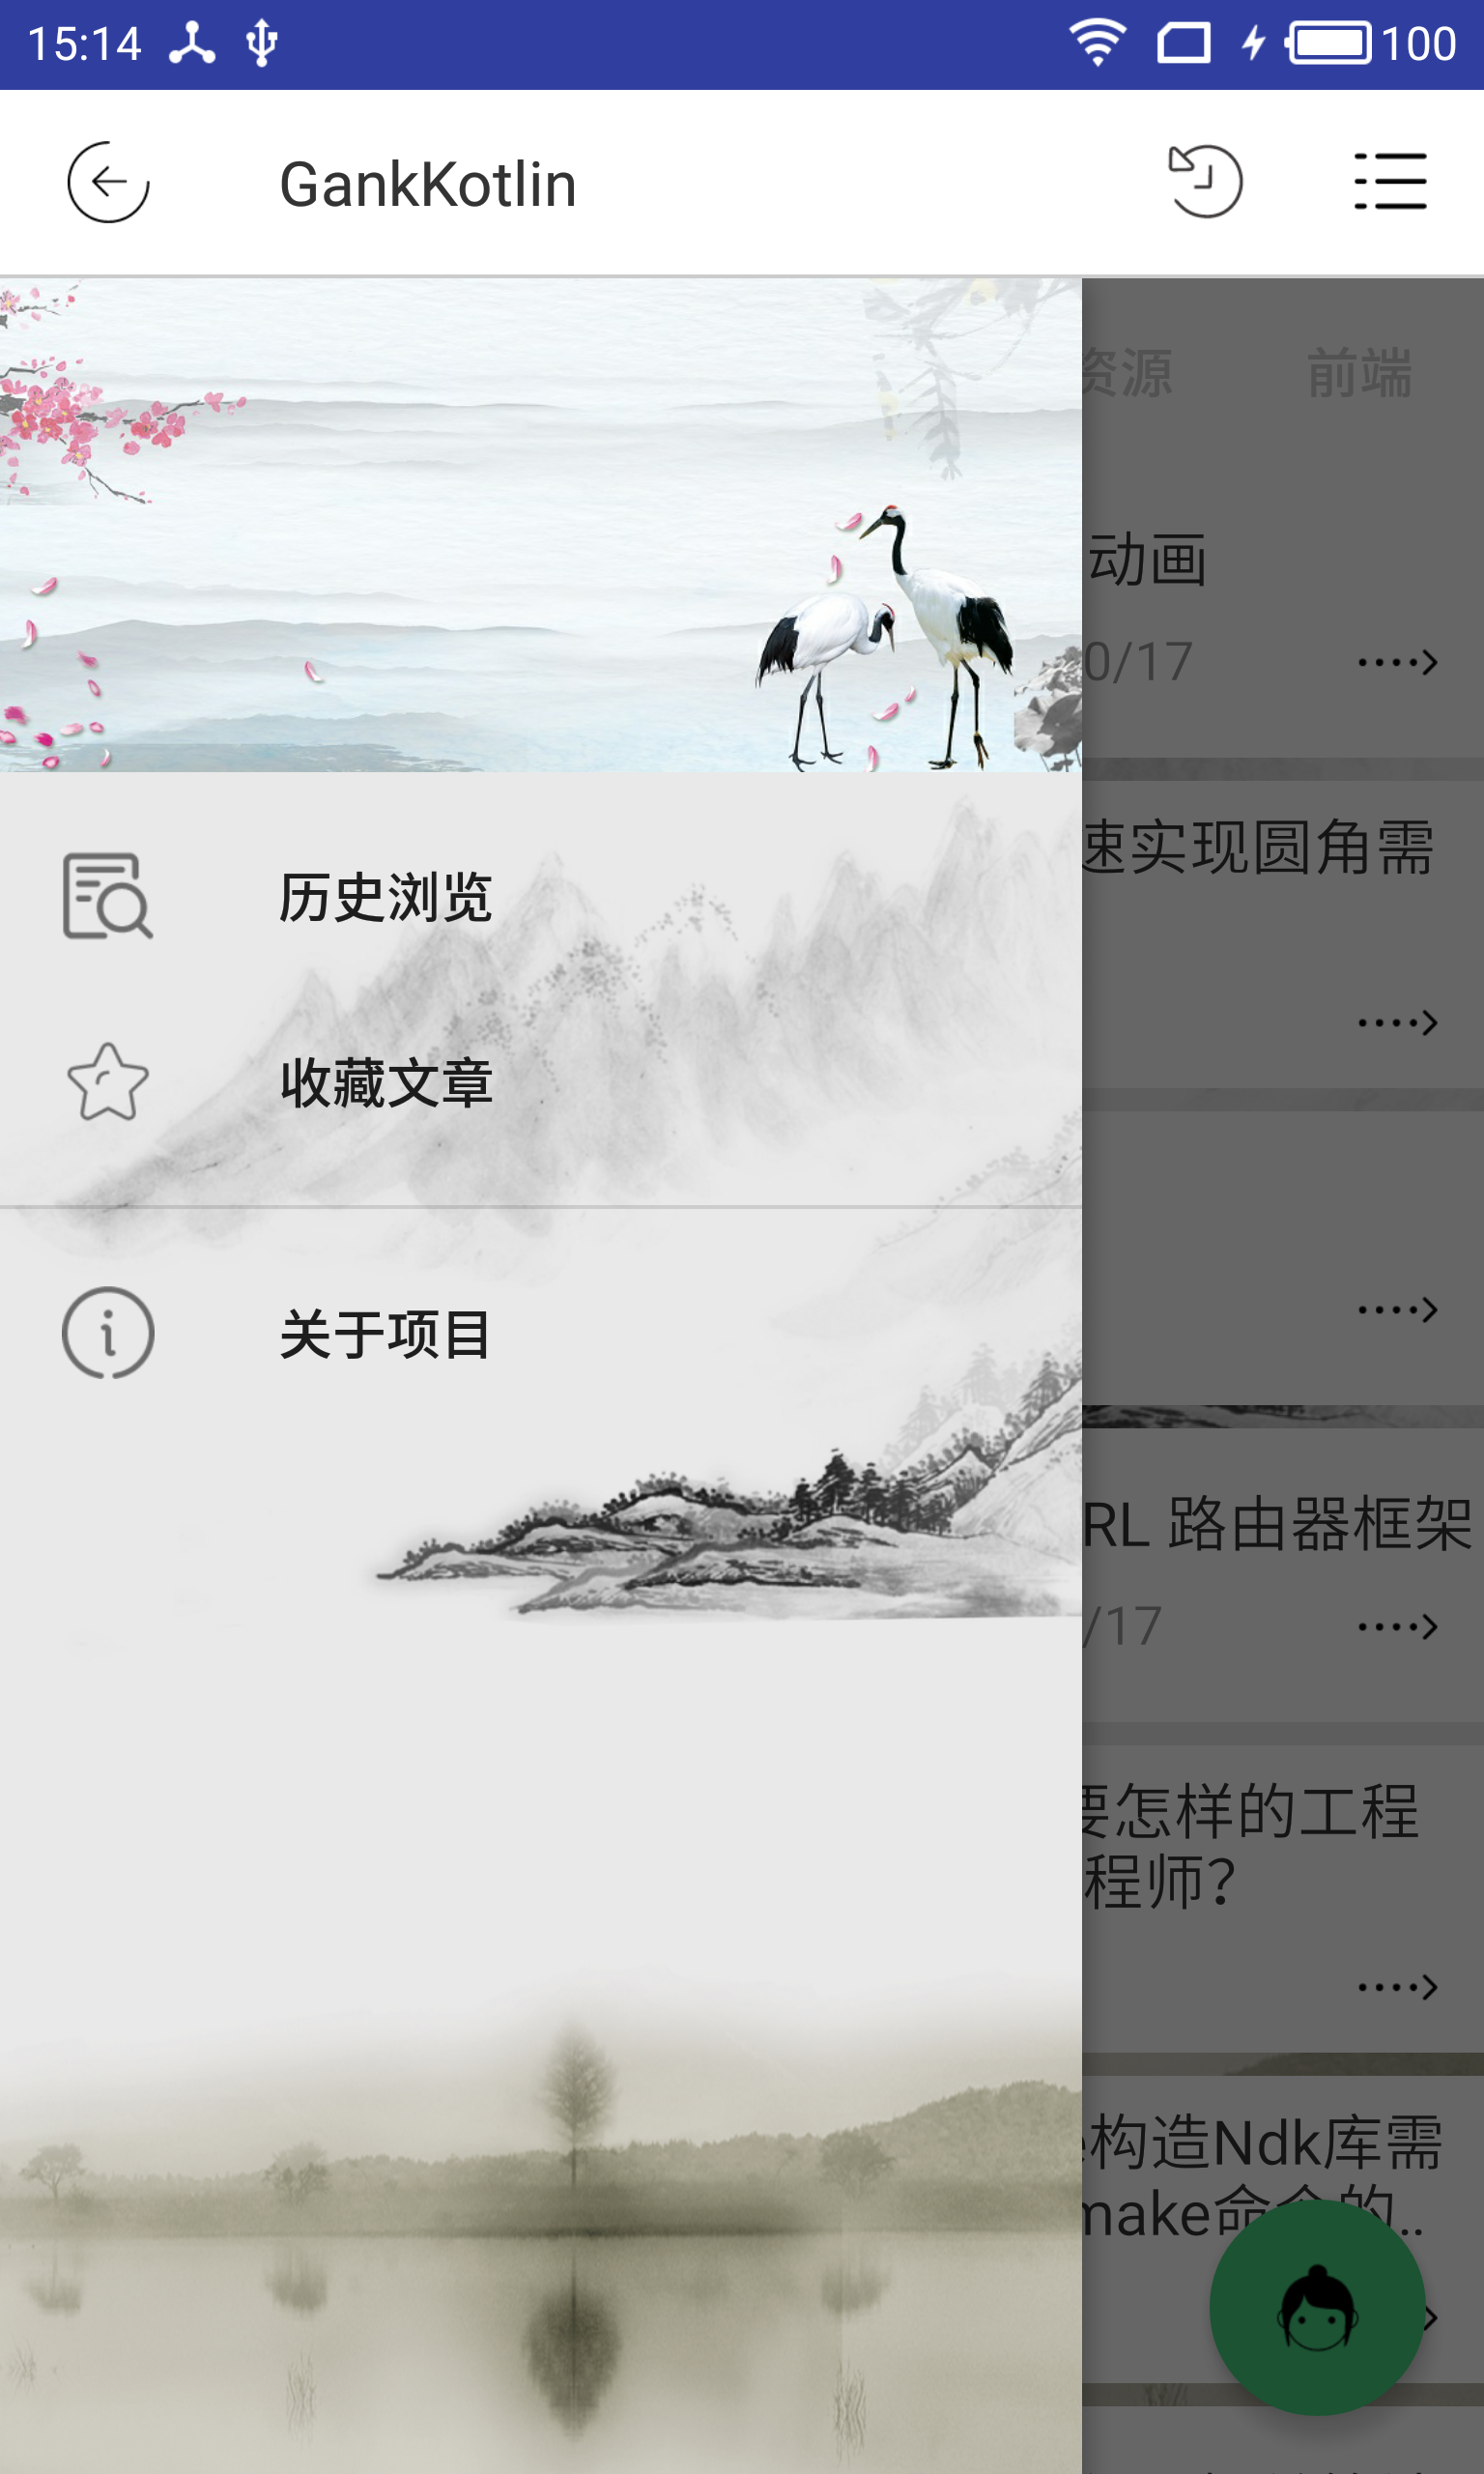 15:14
100
GankKotlin
资源
前端
动画
0/17
历史浏览
速实现圆角需
收藏文章
关于项目
RL 路由器框架
/17
要怎样的工程
程师?
构造Ndk库需
make命令的..